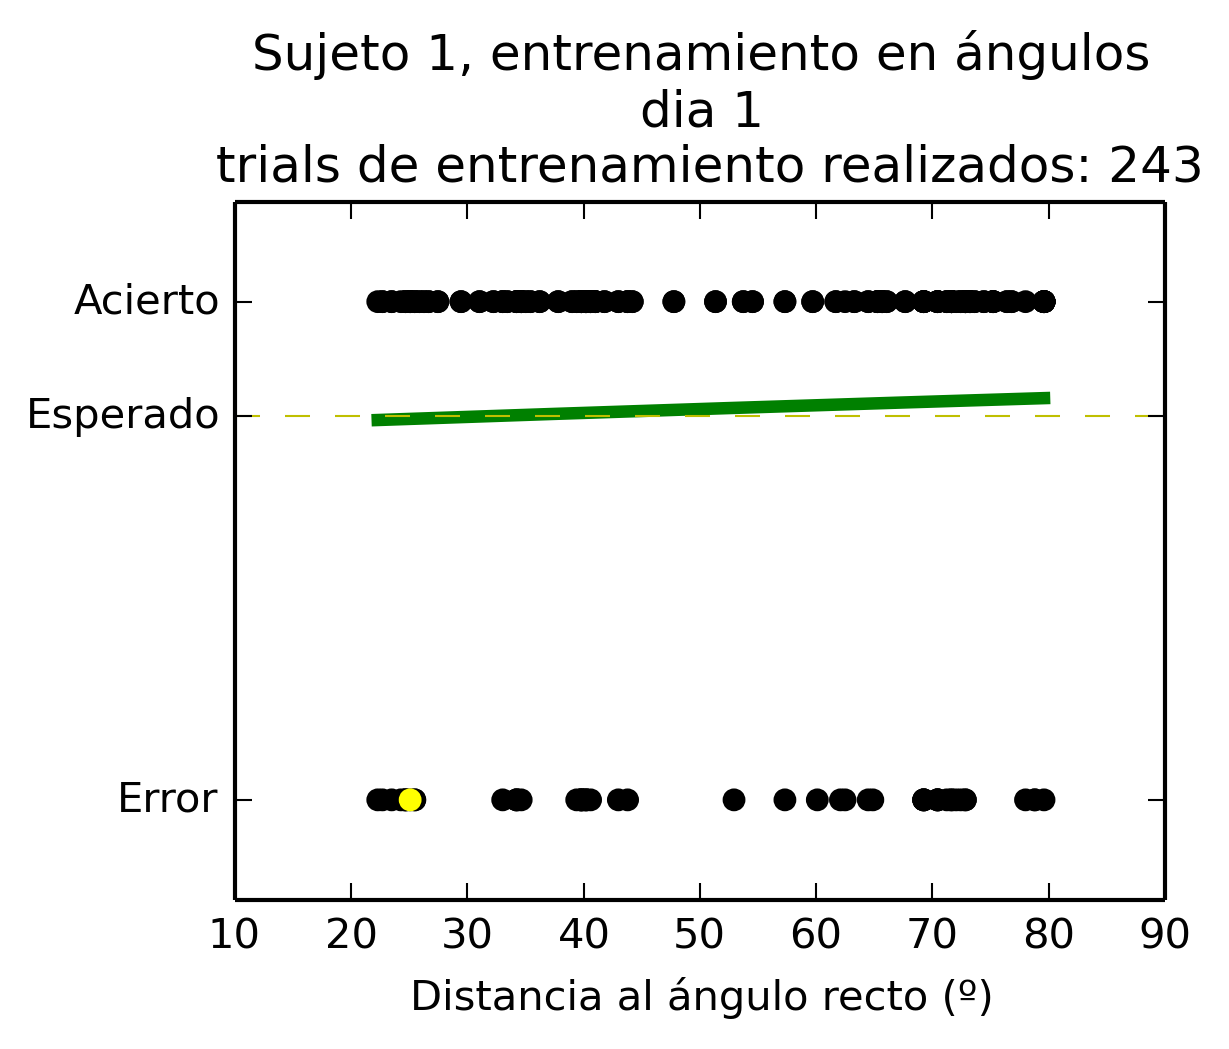 Sujeto 1, entrenamiento en ángulos
dia 1
trials de entrenamiento realizados: 243
Acierto
Esperado
Error
10 20 30 40 50 60 70 80 90
Distancia al ángulo recto (º)